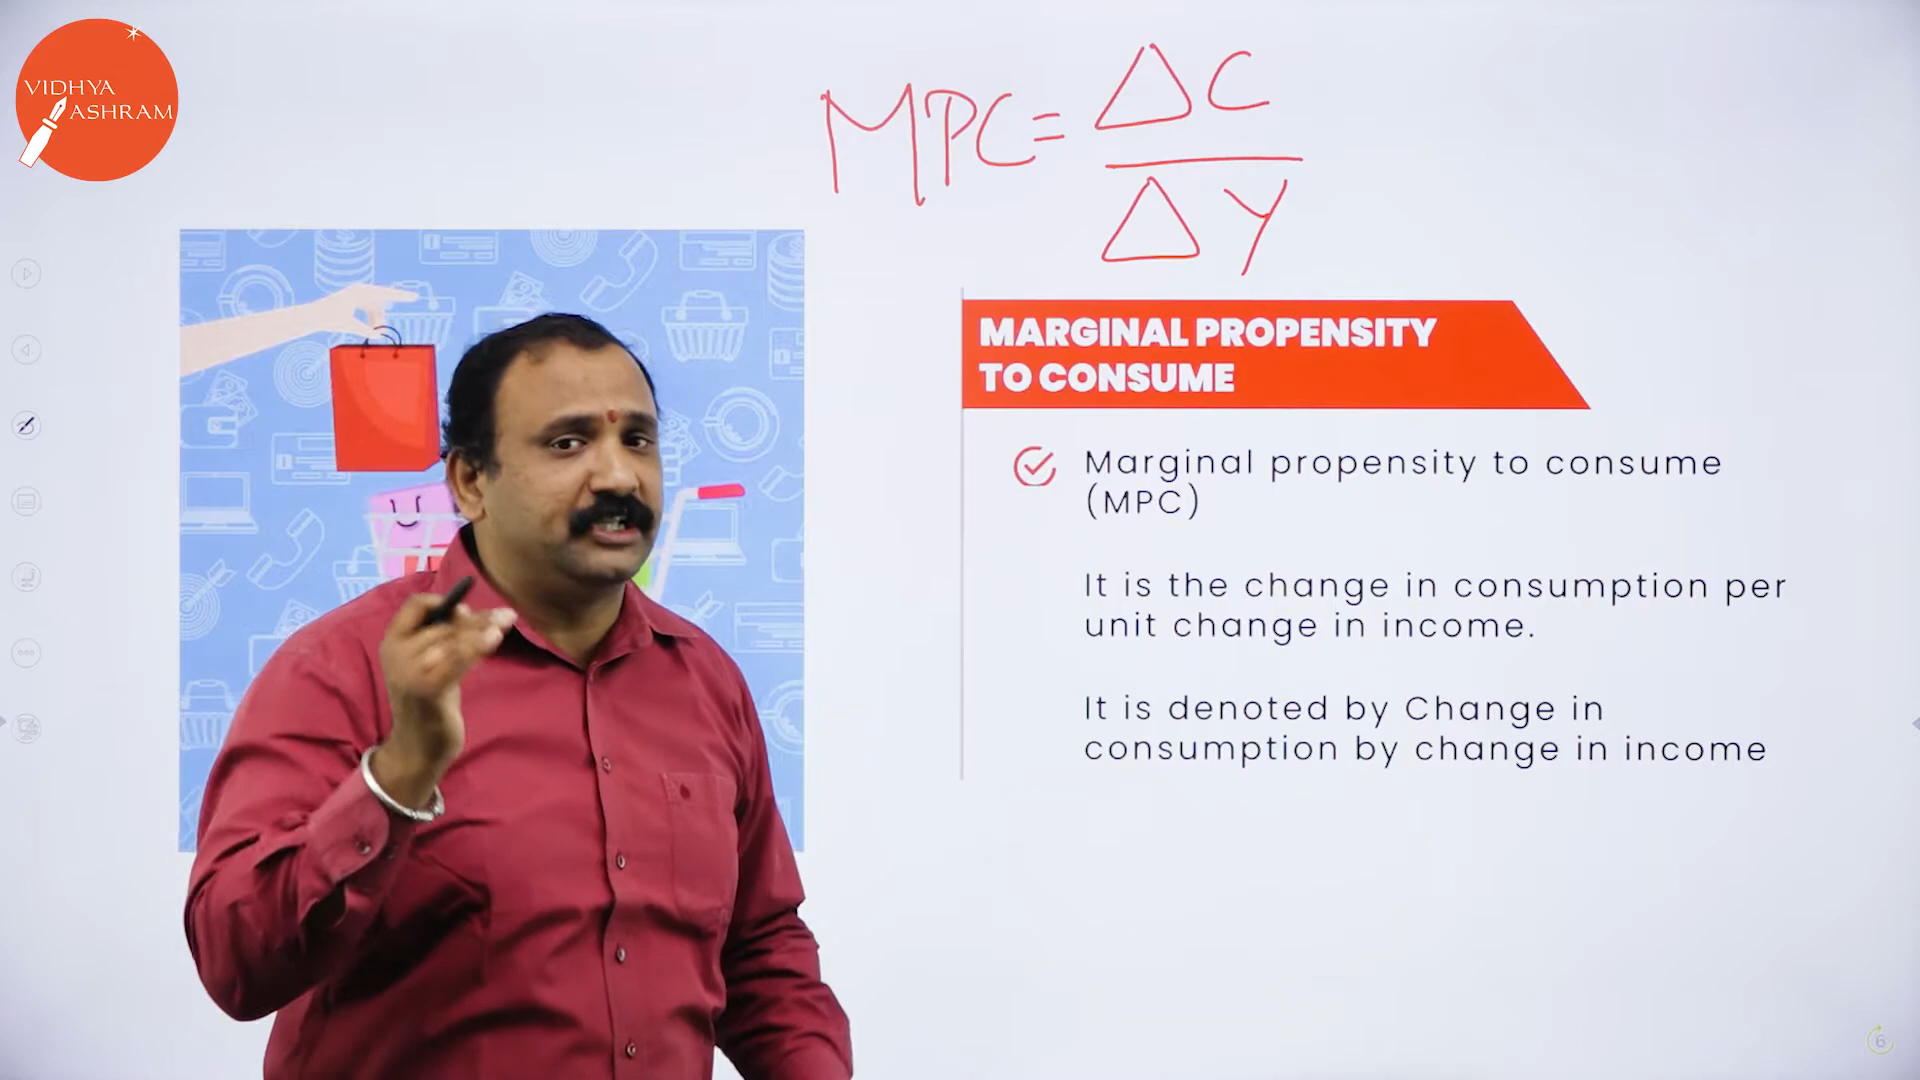 VIDHYA
ASHRAM
MPC = ΔC
ΔY
MARGINAL PROPENSITY
TO CONSUME
Marginal propensity to consume
(MPC)
It is the change in consumption per
unit change in income.
It is denoted by Change in
consumption by change in income
6